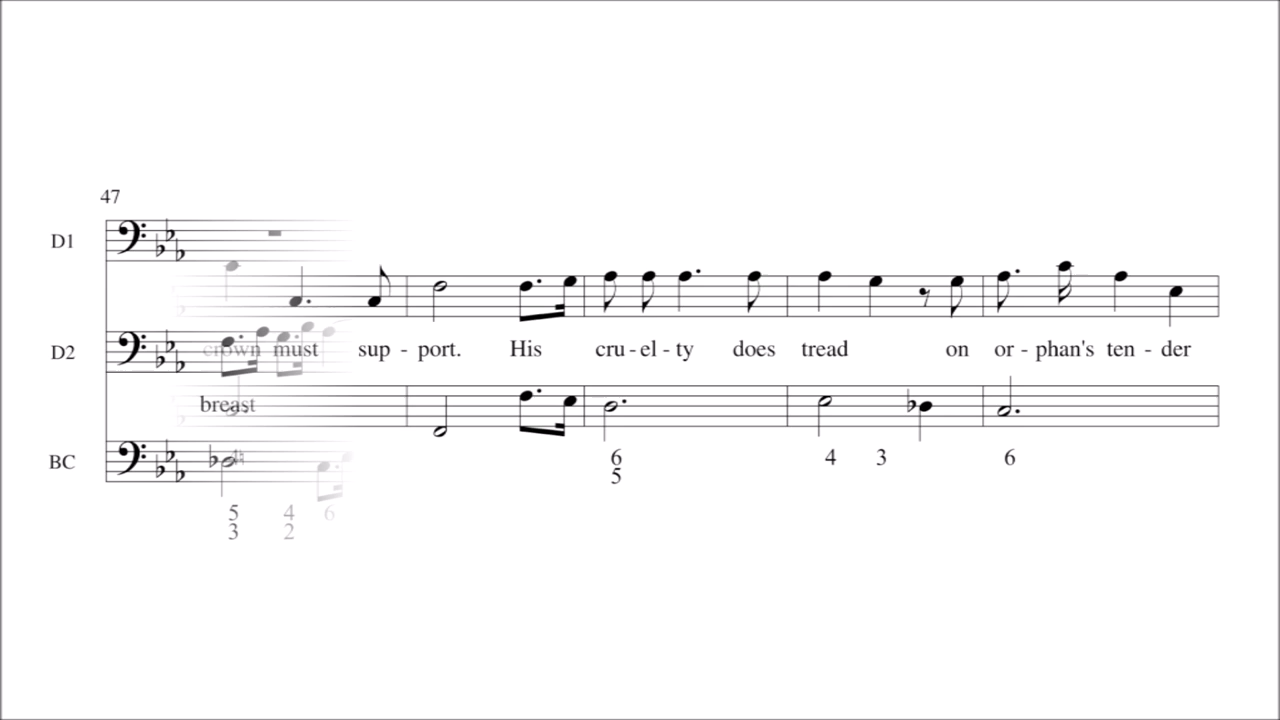 47
D1
D2
crown must sup - port. His cru - el - ty does tread on or - phan's ten - der
breast
6 4 3 6
5
BC
5 4 6
3 2